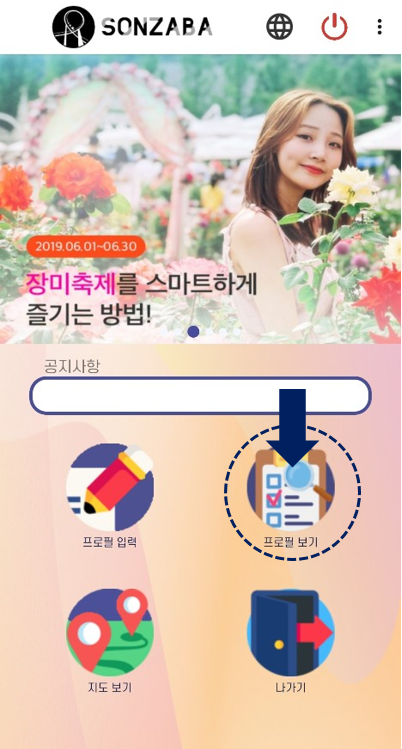 SONZABA
2019.06.01~06.30
장미축제를 스마트하게
즐기는 방법!
공지사항
프로필 입력
프로필 보기
지도 보기
나가기